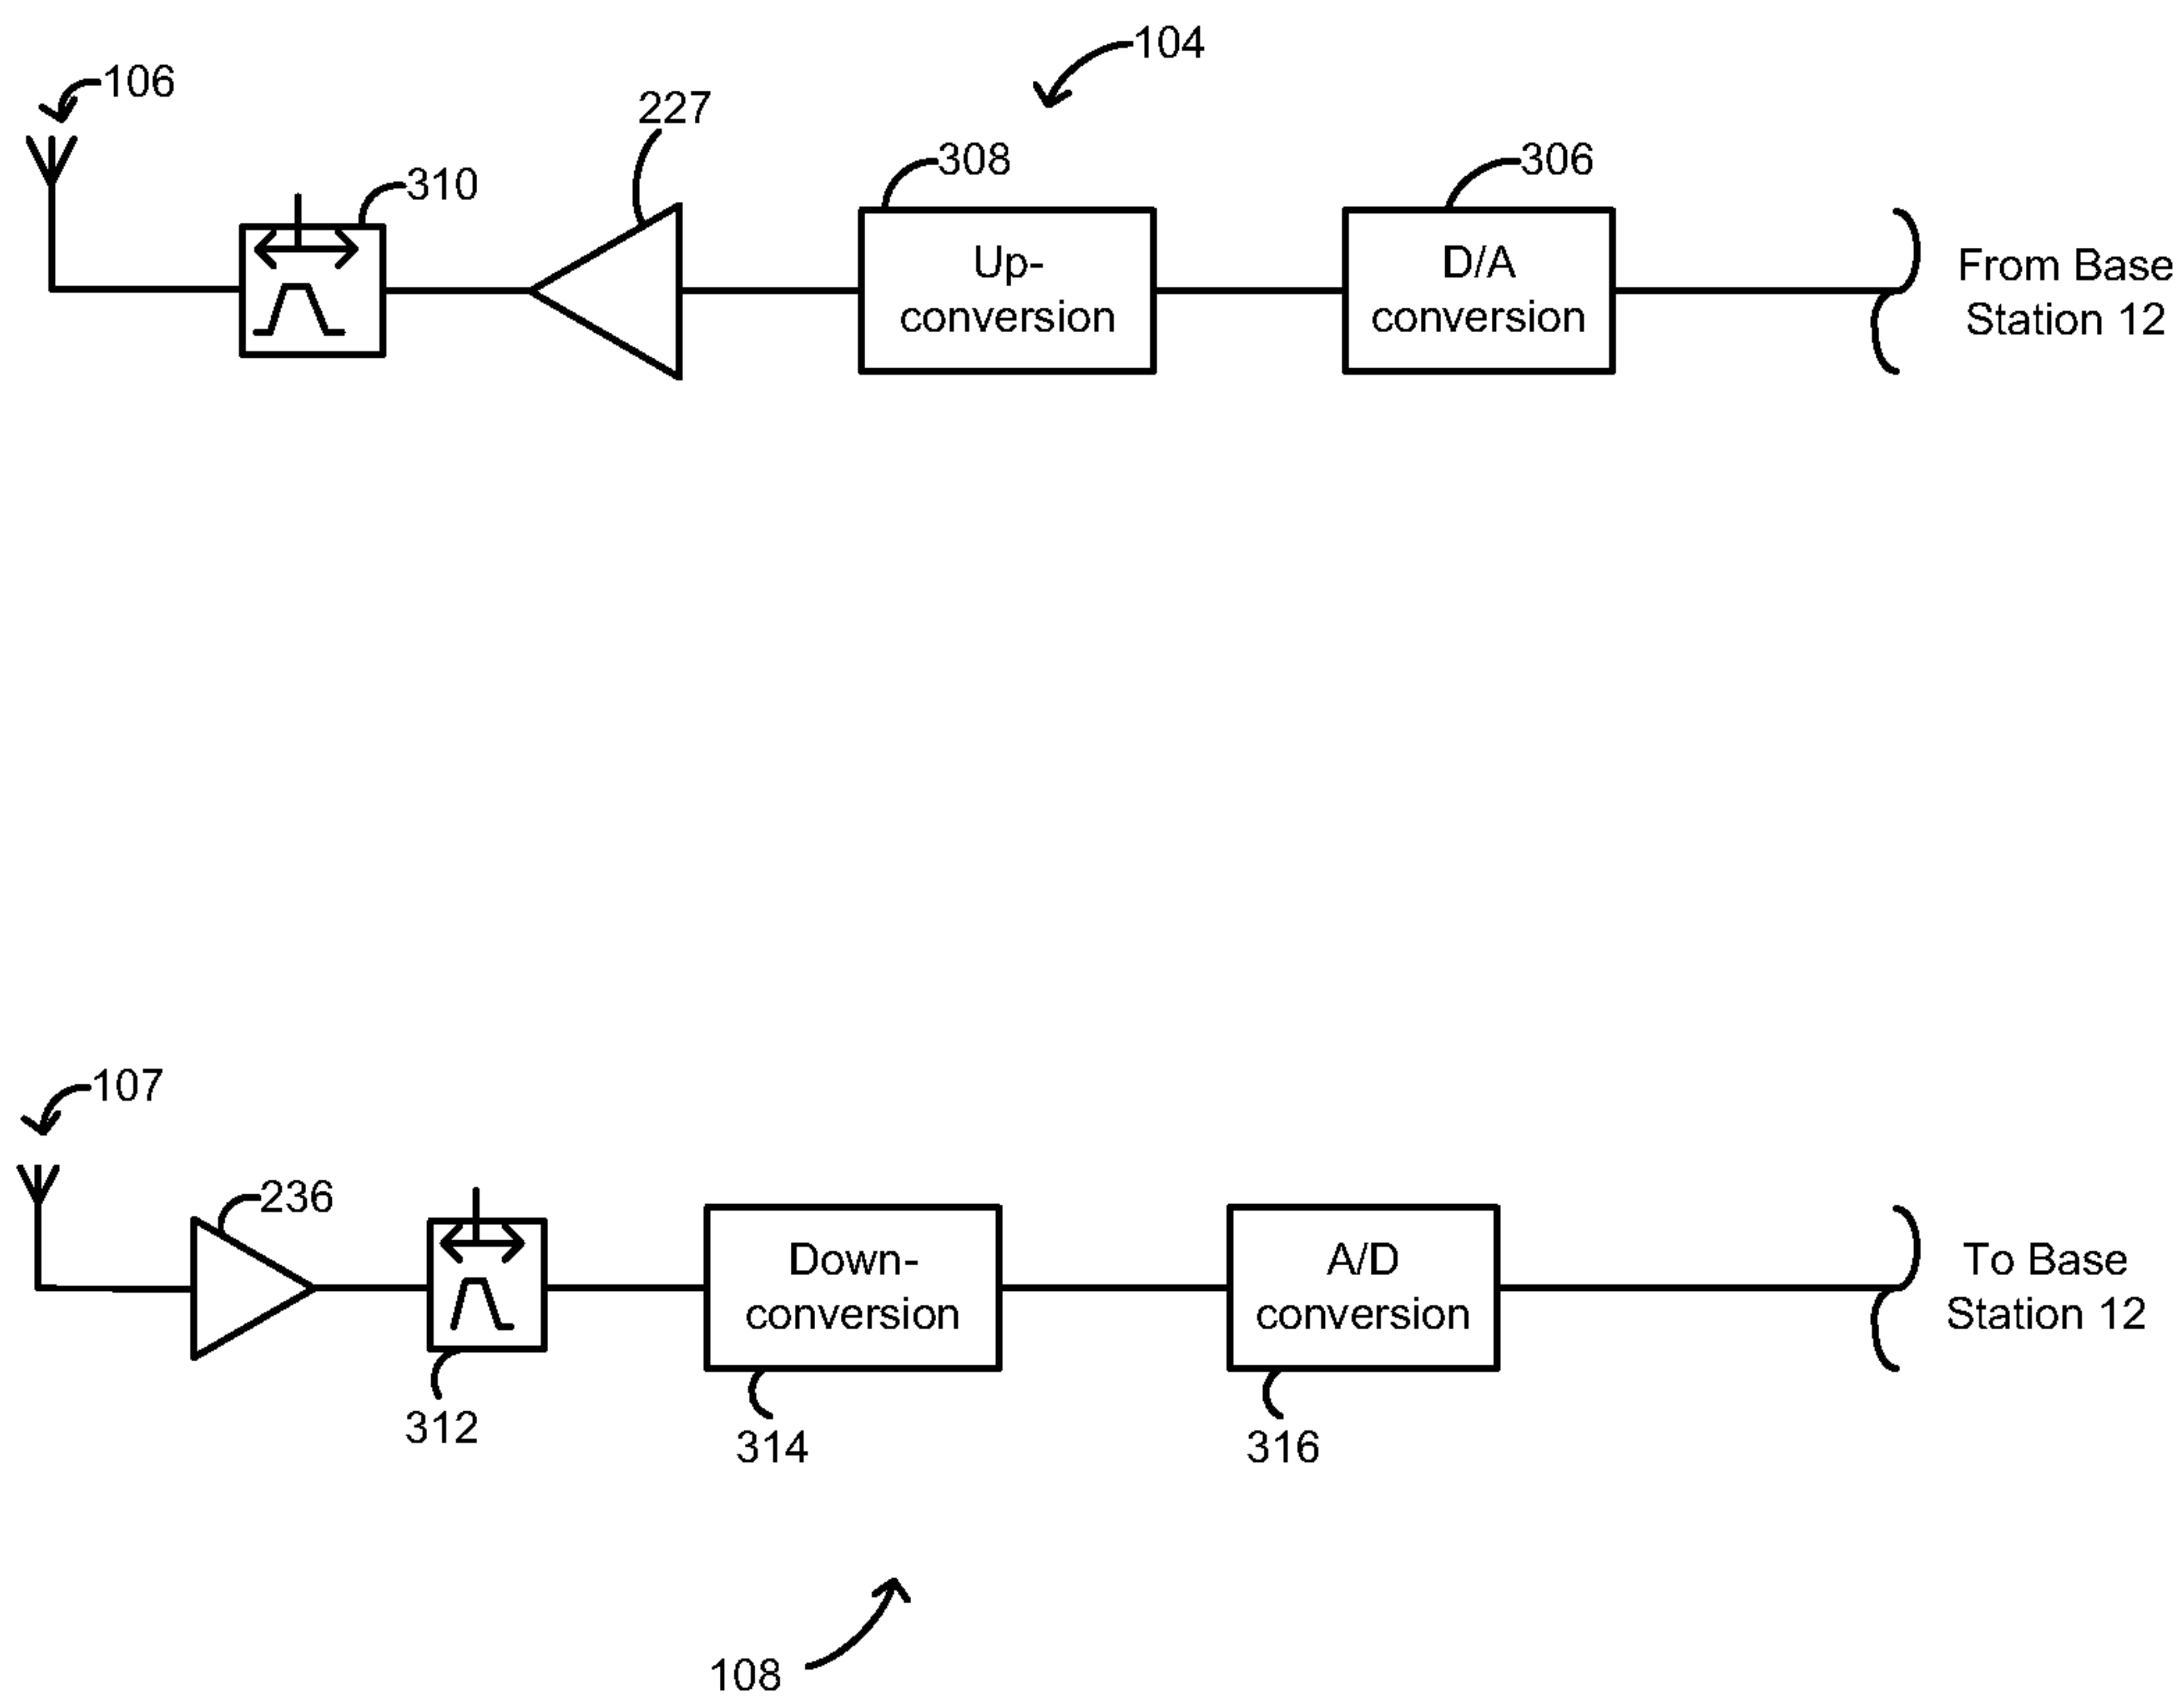 104
106
227
308
306
310
Up-
conversion
D/A
conversion
From Base
Station 12
107
236
Down-
conversion
A/D
conversion
To Base
Station 12
312
314
316
108